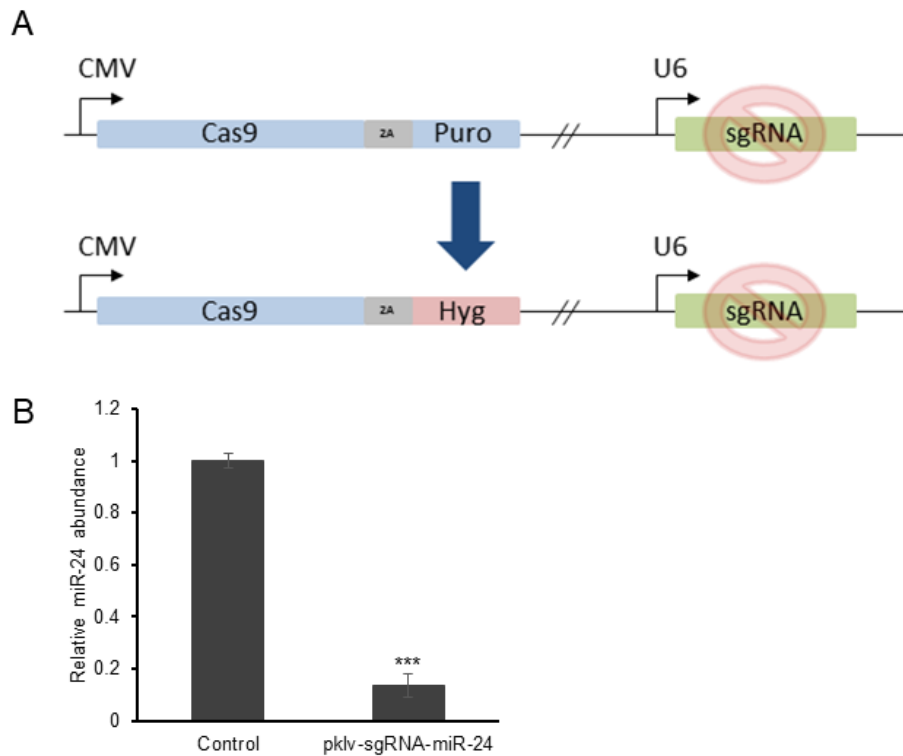 A
CMV
U6
Cas9 2A Puro
sgRNA
CMV
U6
Cas9 2A Hyg
sgRNA
B
Relative miR-24 abundance
1.2
1
0.8
0.6
0.4
0.2
0
***
Control
pklv-sgRNA-miR-24